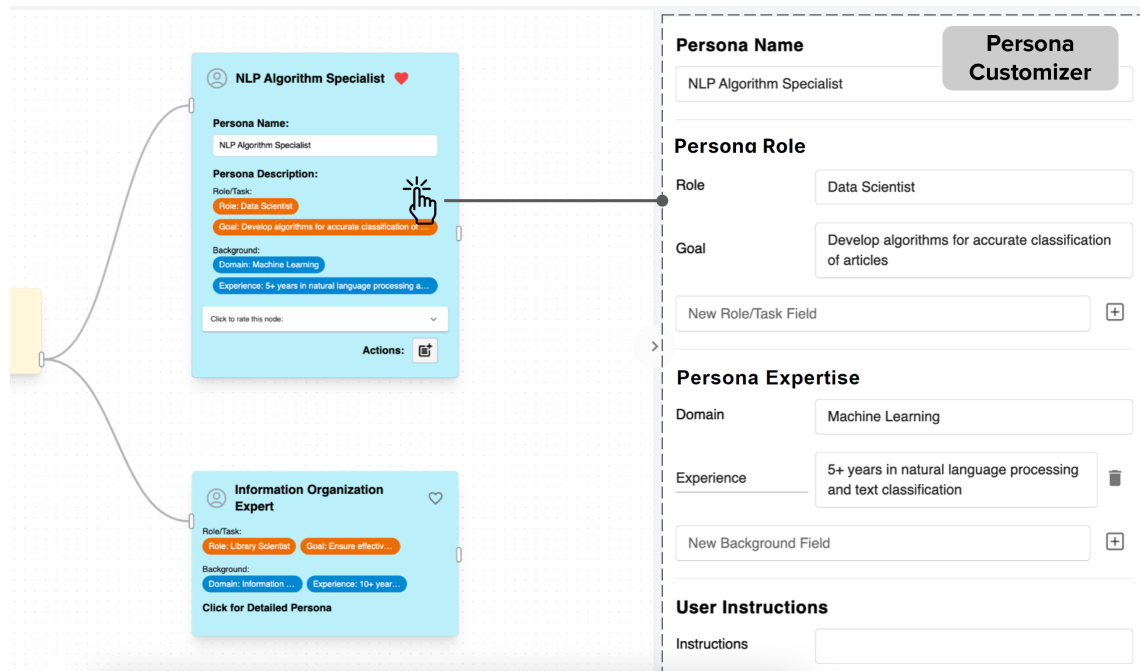 NLP Algorithm Specialist
Persona Name:
NLP Algorithm Specialist
Persona Description:
Role/Task:
Role: Data Scientist
Goal: Develop algorithms for accurate classification of ...
Background:
Domain: Machine Learning
Experience: 5+ years in natural language processing a...
Click to rate this node:
Actions:
Information Organization
Expert
Role/Task:
Role: Library Scientist
Goal: Ensure effectiv...
Background:
Domain: Information ...
Experience: 10+ year...
Click for Detailed Persona
Persona Name
Persona
Customizer
NLP Algorithm Specialist
Persona Role
Role
Data Scientist
Goal
Develop algorithms for accurate classification
of articles
New Role/Task Field
Persona Expertise
Domain
Machine Learning
Experience
5+ years in natural language processing
and text classification
New Background Field
User Instructions
Instructions